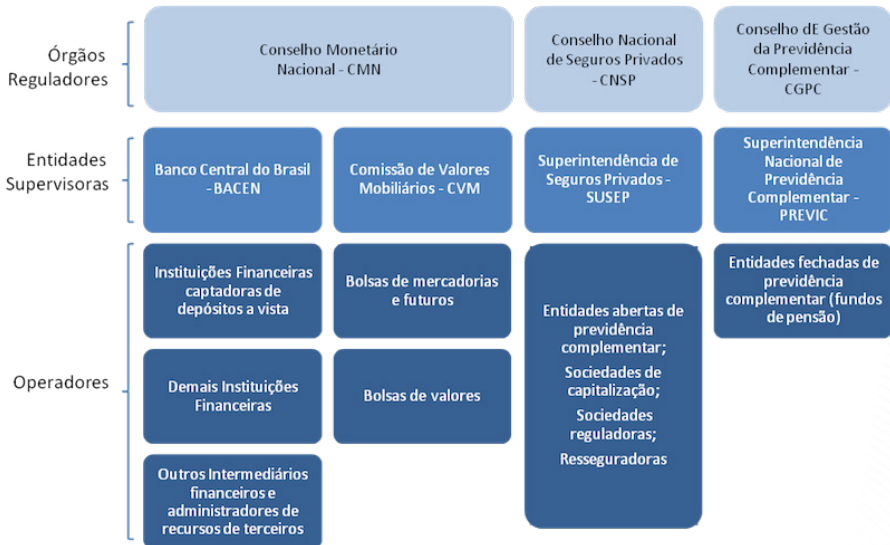 Órgãos
Reguladores
Conselho Monetário
Nacional - CMN
Conselho Nacional
de Seguros Privados
- CNSP
Conselho dE Gestão
da Previdência
Complementar -
CGPC
Entidades
Supervisoras
Banco Central do Brasil
- BACEN
Comissão de Valores
Mobiliários - CVM
Superintendência de
Seguros Privados -
SUSEP
Superintendência
Nacional de
Previdência
Complementar -
PREVIC
Operadores
Instituições Financeiras
captadoras de
depósitos a vista
Bolsas de mercadorias
e futuros
Entidades abertas de
previdência
complementar;
Sociedades de
capitalização;
Sociedades
reguladoras;
Resseguradoras
Entidades fechadas de
previdência
complementar (fundos
de pensão)
Demais Instituições
Financeiras
Bolsas de valores
Outros Intermediários
financeiros e
administradores de
recursos de terceiros